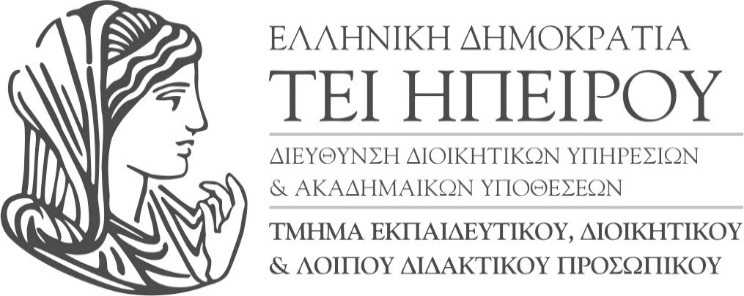 ΕΛΛΗΝΙΚΗ ΔΗΜΟΚΡΑΤΙΑ
ΤΕΙ ΗΠΕΙΡΟΥ
ΔΙΕΥΘΥΝΣΗ ΔΙΟΙΚΗΤΙΚΩΝ ΥΠΗΡΕΣΙΩΝ
& ΑΚΑΔΗΜΑΙΚΩΝ ΥΠΟΘΕΣΕΩΝ
ΤΜΗΜΑ ΕΚΠΑΙΔΕΥΤΙΚΟΥ, ΔΙΟΙΚΗΤΙΚΟΥ
& ΛΟΙΠΟΥ ΔΙΔΑΚΤΙΚΟΥ ΠΡΟΣΩΠΙΚΟΥ